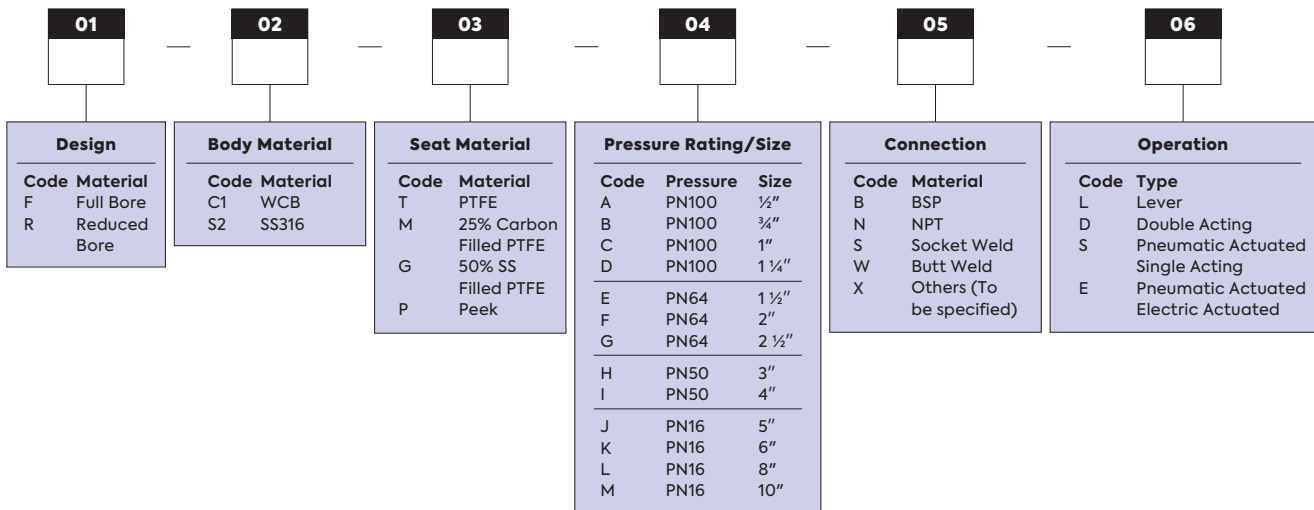 01 — 02 — 03 — 04 — 05 — 06
Design
Code Material
F Full Bore
R Reduced
Bore
Body Material
Code Material
C1 WCB
S2 SS316
Seat Material
Code Material
T PTFE
M 25% Carbon
Filled PTFE
G 50% SS
Filled PTFE
P Peek
Pressure Rating/Size
Code Pressure Size
A PN100 ½"
B PN100 ¾"
C PN100 1"
D PN100 1 ¼"
E PN64 1 ½"
F PN64 2"
G PN64 2 ½"
H PN50 3"
I PN50 4"
J PN16 5"
K PN16 6"
L PN16 8"
M PN16 10"
Connection
Code Material
B BSP
N NPT
S Socket Weld
W Butt Weld
X Others (To
be specified)
Operation
Code Type
L Lever
D Double Acting
S Pneumatic Actuated
Single Acting
E Pneumatic Actuated
Electric Actuated